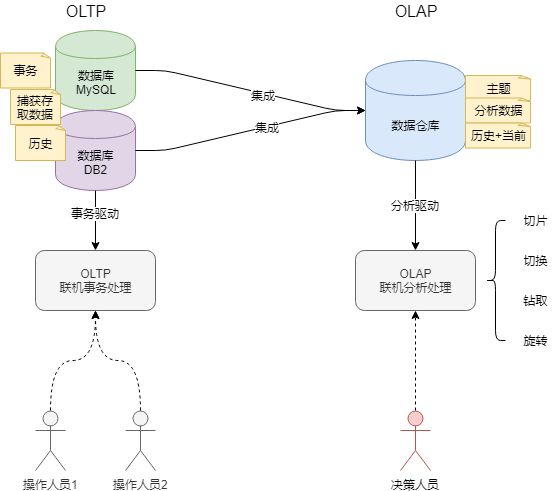 OLTP
OLAP
事务
捕获存
取数据
历史
数据库
MySQL
数据库
DB2
集成
集成
数据仓库
主题
分析数据
历史+当前
事务驱动
分析驱动
OLTP
联机事务处理
OLAP
联机分析处理
切片
切换
钻取
旋转
操作人员1
操作人员2
决策人员